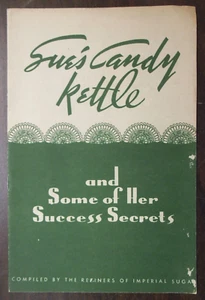 Sue's Candy
Kettle
and
Some of Her
Success Secrets
COMPILED BY THE REFINERS OF IMPERIAL SUGAR